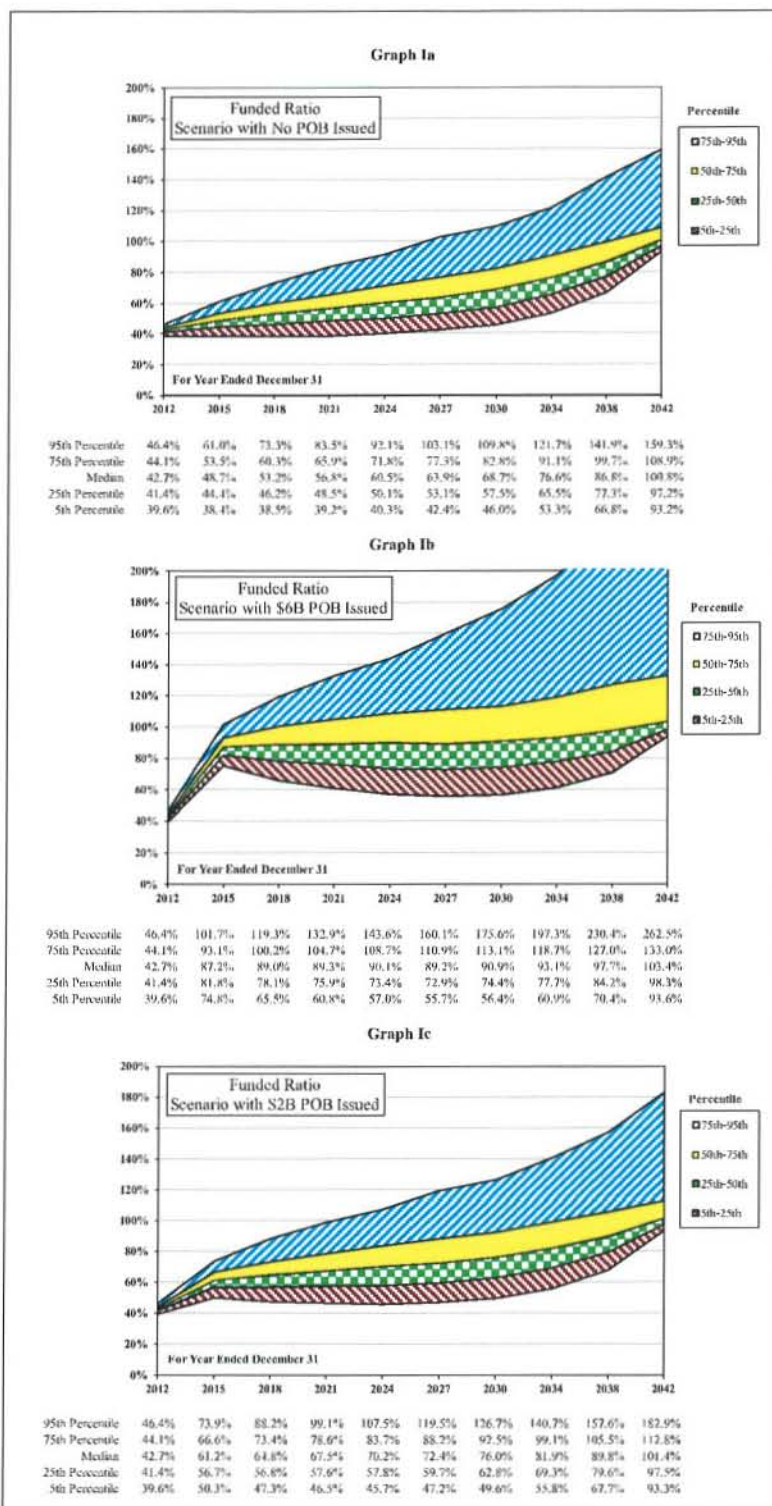 Graph Ia
Funded Ratio
Scenario with No POB Issued
200%
180%
160%
140%
120%
100%
80%
60%
40%
20%
0%
For Year Ended December 31
2012 2015 2018 2021 2024 2027 2030 2034 2038 2042
Percentile
75th-95th
50th-75th
25th-50th
5th-25th
95th Percentile 46.4% 61.0% 73.3% 83.5% 92.1% 103.1% 109.8% 121.7% 141.9% 159.3%
75th Percentile 44.1% 53.5% 60.3% 65.9% 71.8% 77.3% 82.8% 91.1% 99.7% 108.9%
Median 42.7% 48.7% 53.2% 56.8% 60.5% 63.9% 68.7% 76.6% 86.8% 100.8%
25th Percentile 41.4% 44.4% 46.2% 48.5% 50.1% 53.1% 57.5% 65.5% 77.3% 97.2%
5th Percentile 39.6% 38.4% 38.5% 39.2% 40.3% 42.4% 46.0% 53.3% 66.8% 93.2%
Graph Ib
Funded Ratio
Scenario with $6B POB Issued
200%
180%
160%
140%
120%
100%
80%
60%
40%
20%
0%
For Year Ended December 31
2012 2015 2018 2021 2024 2027 2030 2034 2038 2042
Percentile
75th-95th
50th-75th
25th-50th
5th-25th
95th Percentile 46.4% 101.7% 119.3% 132.9% 143.6% 160.1% 175.6% 197.3% 230.4% 262.5%
75th Percentile 44.1% 93.1% 100.2% 104.7% 108.7% 110.9% 113.1% 118.7% 127.0% 133.0%
Median 42.7% 87.2% 89.0% 89.3% 90.1% 89.2% 90.9% 93.1% 97.7% 103.4%
25th Percentile 41.4% 81.8% 78.1% 75.9% 73.4% 72.9% 74.4% 77.7% 84.2% 98.3%
5th Percentile 39.6% 74.8% 65.5% 60.8% 57.0% 55.7% 56.4% 60.9% 70.4% 93.6%
Graph Ic
Funded Ratio
Scenario with $2B POB Issued
200%
180%
160%
140%
120%
100%
80%
60%
40%
20%
0%
For Year Ended December 31
2012 2015 2018 2021 2024 2027 2030 2034 2038 2042
Percentile
75th-95th
50th-75th
25th-50th
5th-25th
95th Percentile 46.4% 73.9% 88.2% 99.1% 107.5% 119.5% 126.7% 140.7% 157.6% 182.9%
75th Percentile 44.1% 66.6% 73.4% 78.6% 83.7% 88.2% 92.5% 99.1% 105.5% 112.8%
Median 42.7% 61.2% 64.8% 67.5% 70.2% 72.4% 76.0% 81.9% 89.8% 101.4%
25th Percentile 41.4% 56.7% 56.8% 57.6% 57.8% 59.7% 62.8% 69.3% 79.6% 97.5%
5th Percentile 39.6% 50.3% 47.3% 46.5% 45.7% 47.2% 49.6% 55.8% 67.7% 93.3%